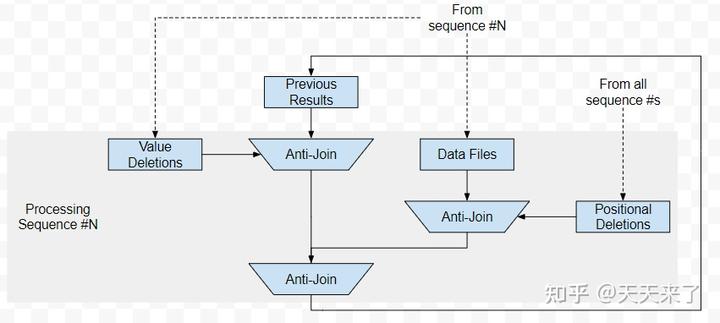 From
sequence #N
Previous
Results
From all
sequence #s
Value
Deletions
Anti-Join
Data Files
Processing
Sequence #N
Anti-Join
Positional
Deletions
Anti-Join
知乎 @天天来了